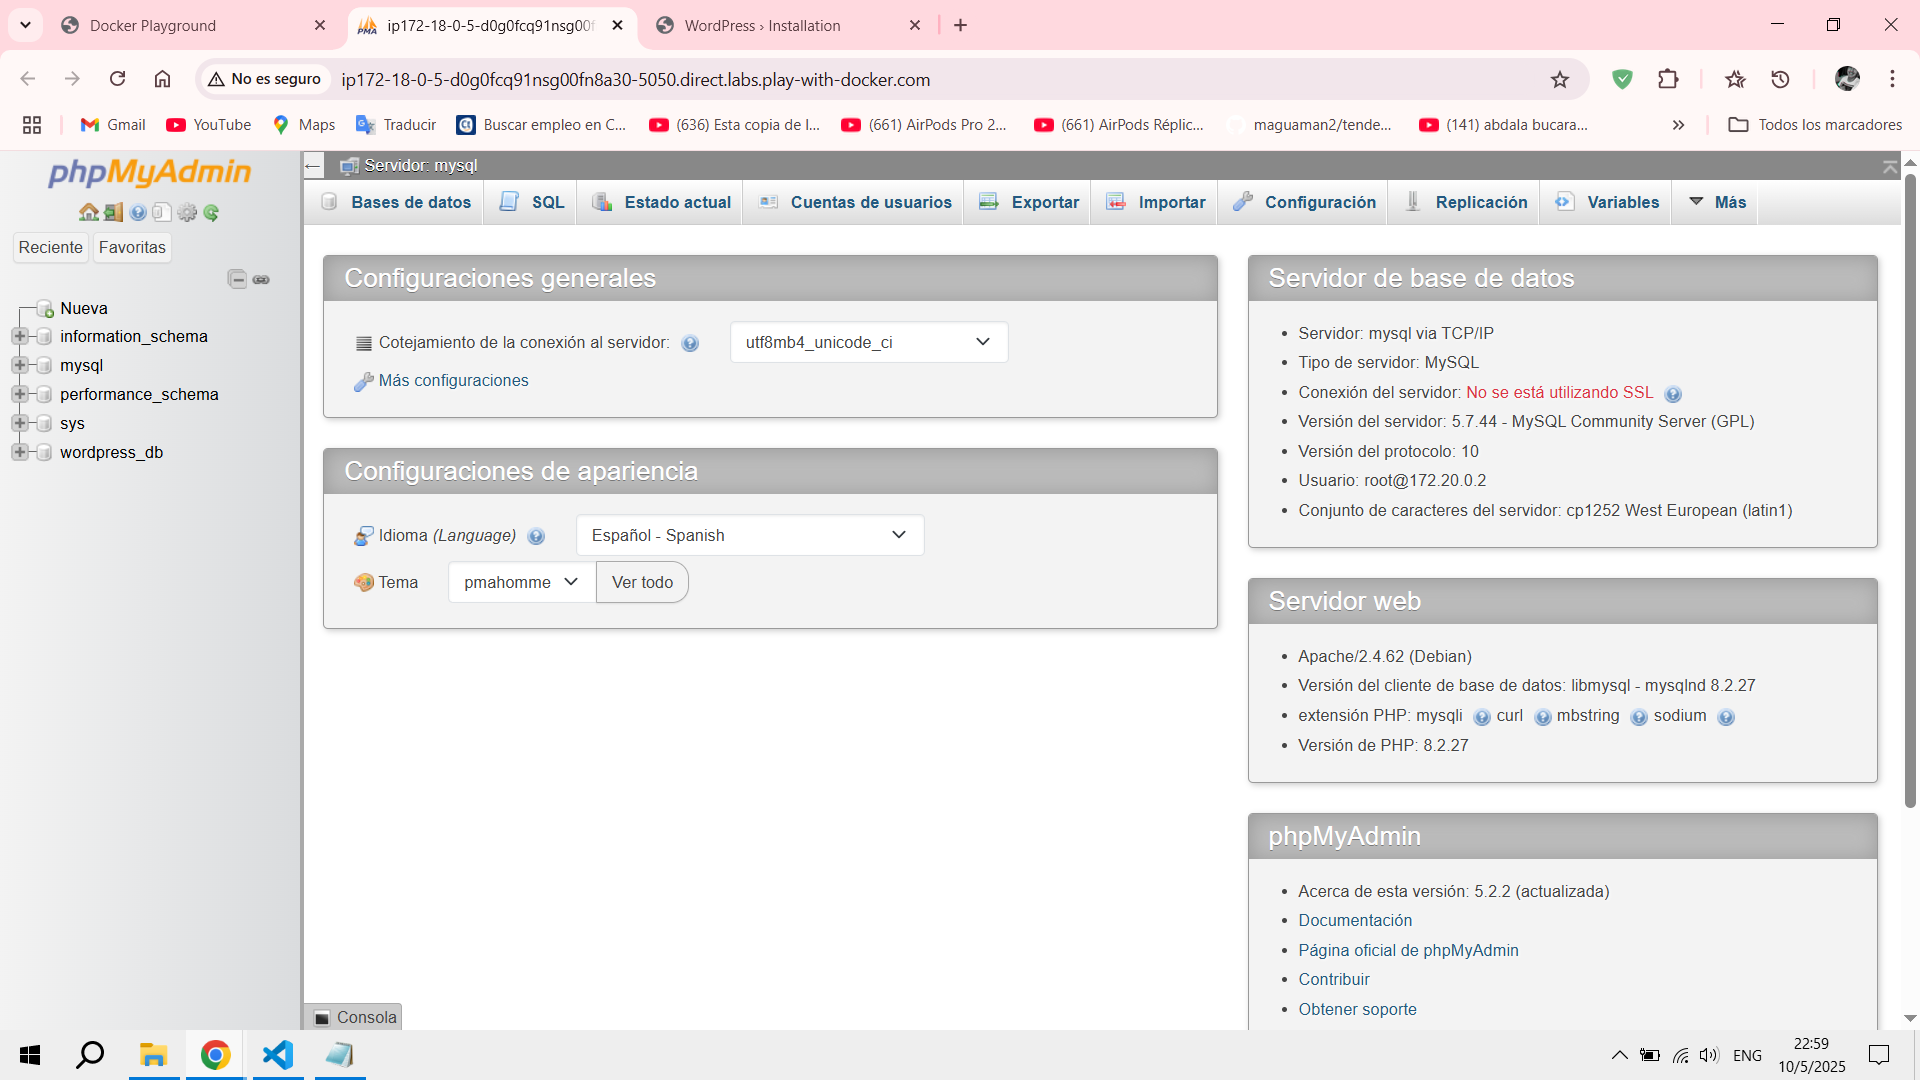 Docker Playground
ip172-18-0-5-d0g0fcq91nsg00f
WordPress › Installation
No es seguro
ip172-18-0-5-d0g0fcq91nsg00fn8a30-5050.direct.labs.play-with-docker.com
Gmail
YouTube
Maps
Traducir
Buscar empleo en C...
(636) Esta copia de l...
(661) AirPods Pro 2...
(661) AirPods Réplic...
maguaman2/tende...
(141) abdala bucara...
»
Todos los marcadores
phpMyAdmin
Reciente
Favoritas
Nueva
information_schema
mysql
performance_schema
sys
wordpress_db
Servidor: mysql
Bases de datos
SQL
Estado actual
Cuentas de usuarios
Exportar
Importar
Configuración
Replicación
Variables
Más
Configuraciones generales
Cotejamiento de la conexión al servidor:
utf8mb4_unicode_ci
Más configuraciones
Configuraciones de apariencia
Idioma (Language)
Español - Spanish
Tema
pmahomme
Ver todo
Servidor de base de datos
• Servidor: mysql via TCP/IP
• Tipo de servidor: MySQL
• Conexión del servidor: No se está utilizando SSL
• Versión del servidor: 5.7.44 - MySQL Community Server (GPL)
• Versión del protocolo: 10
• Usuario: root@172.20.0.2
• Conjunto de caracteres del servidor: cp1252 West European (latin1)
Servidor web
• Apache/2.4.62 (Debian)
• Versión del cliente de base de datos: libmysql - mysqlnd 8.2.27
• extensión PHP: mysqli curl mbstring sodium
• Versión de PHP: 8.2.27
phpMyAdmin
• Acerca de esta versión: 5.2.2 (actualizada)
• Documentación
• Página oficial de phpMyAdmin
• Contribuir
• Obtener soporte
Consola
ENG
22:59
10/5/2025